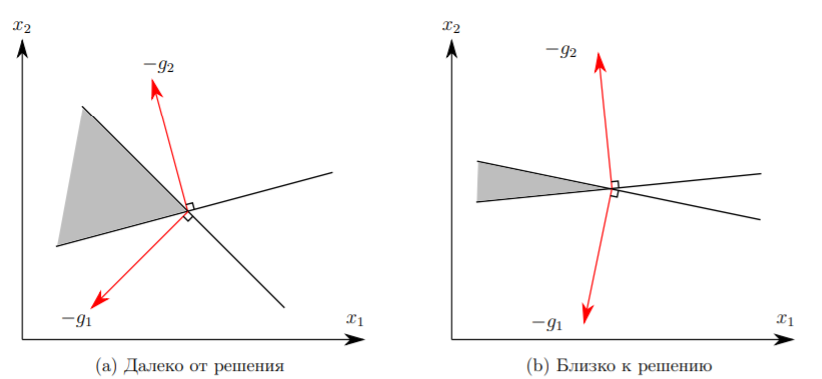 x₂
−g₂
−g₁
x₁
(a) Далеко от решения
x₂
−g₂
−g₁
x₁
(b) Близко к решению